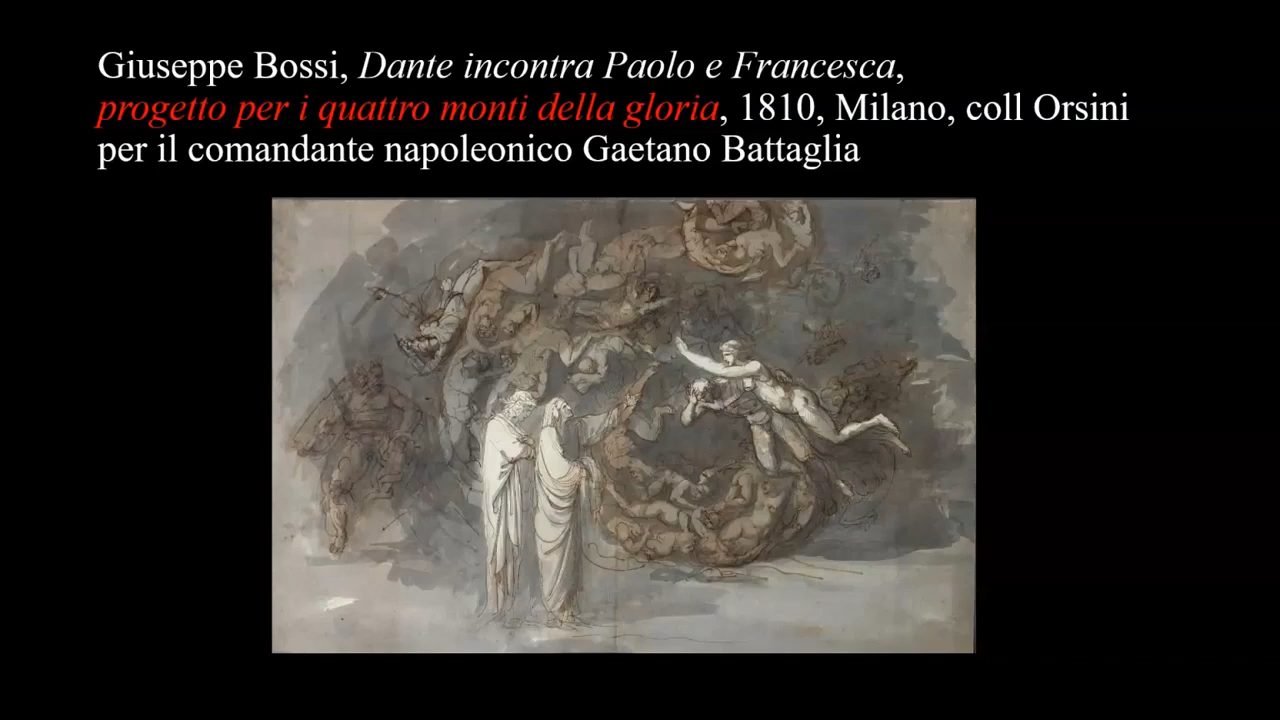 Giuseppe Bossi, Dante incontra Paolo e Francesca,
progetto per i quattro monti della gloria, 1810, Milano, coll Orsini
per il comandante napoleonico Gaetano Battaglia